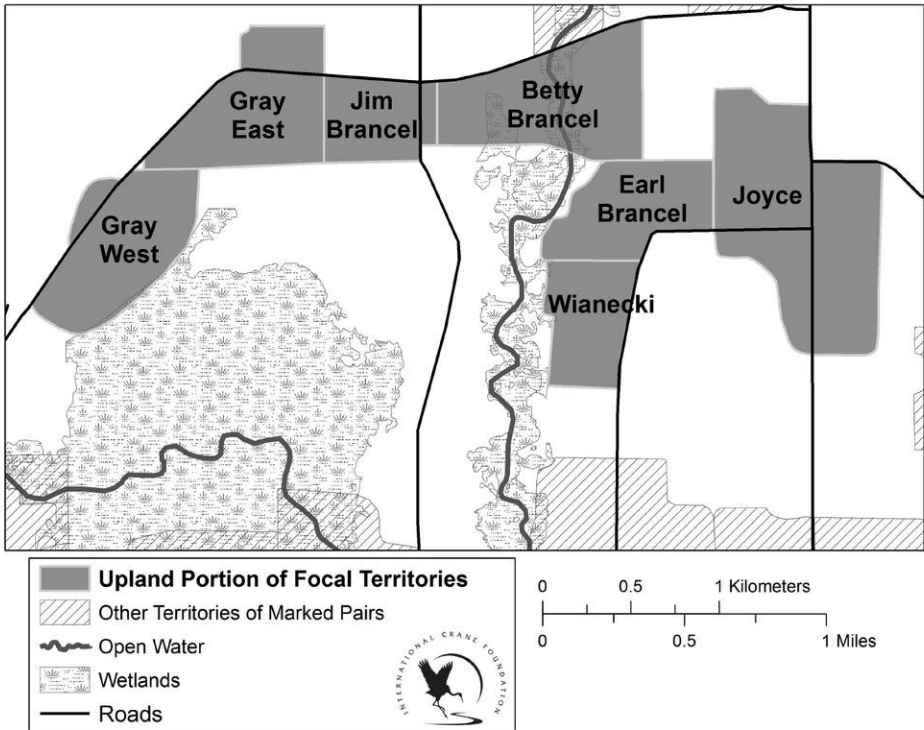 Gray
East
Jim
Brancel
Betty
Brancel
Gray
West
Earl
Brancel
Joyce
Wianecki
Upland Portion of Focal Territories
Other Territories of Marked Pairs
Open Water
Wetlands
Roads
INTERNATIONAL CRANE FOUNDATION
0 0.5 1 Kilometers
0 0.5 1 Miles